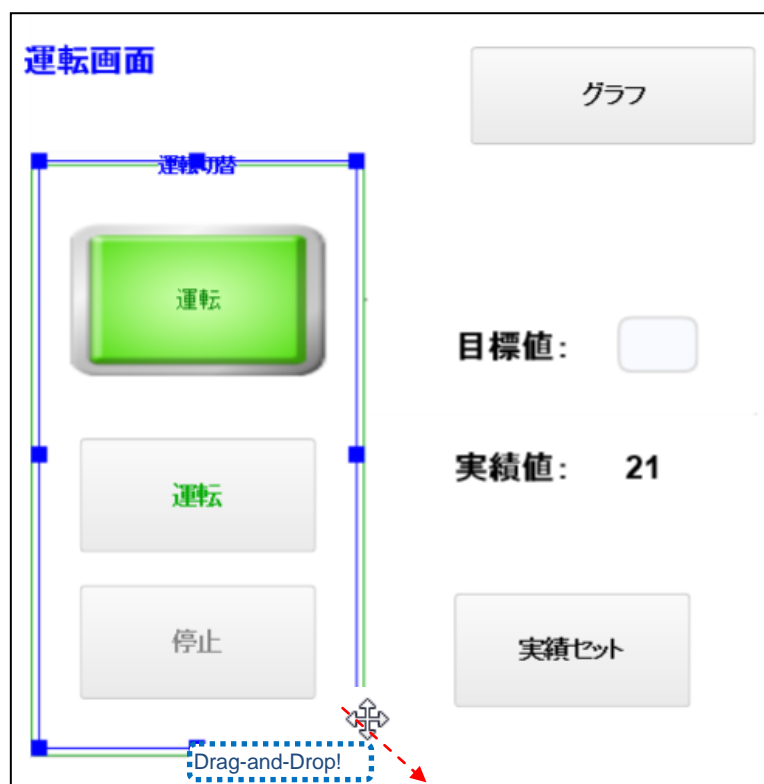 運転画面
グラフ
運転切替
運転
目標値：
運転
実績値： 21
停止
実績セット
Drag-and-Drop!